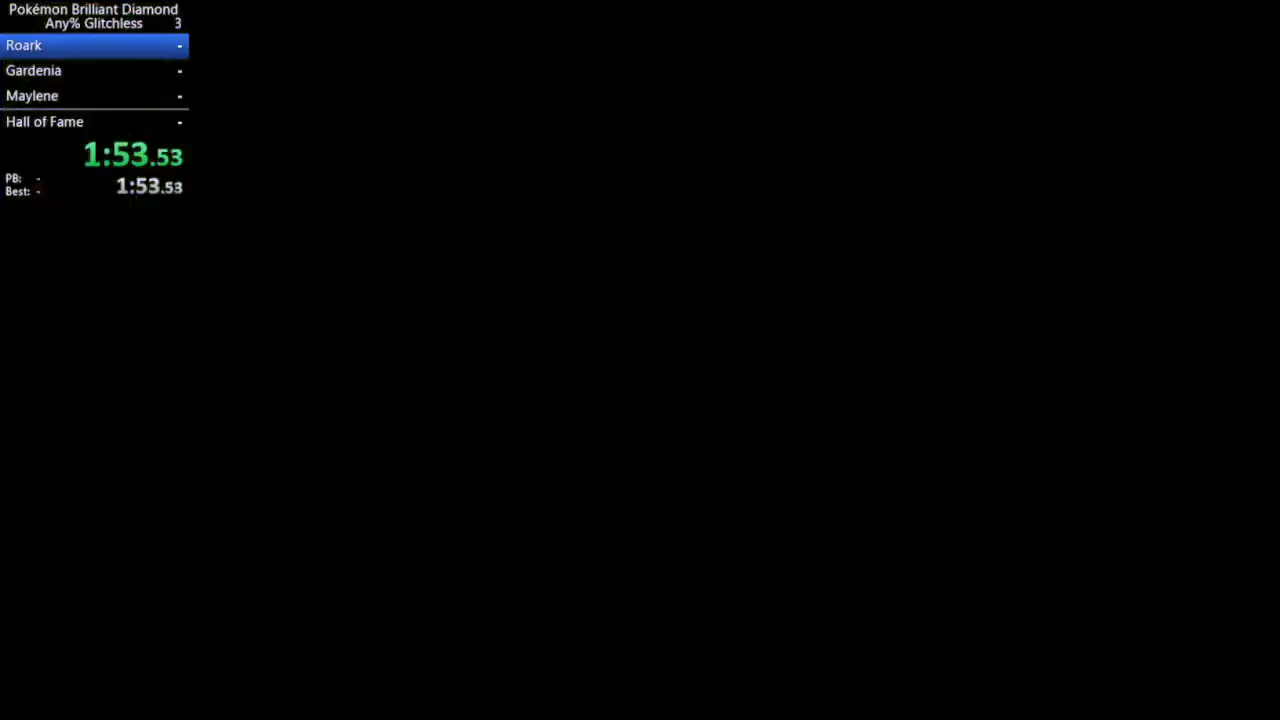 Pokémon Brilliant Diamond
Any% Glitchless 3
Roark -
Gardenia -
Maylene -
Hall of Fame -
1:53.53
PB: -
Best: - 1:53.53